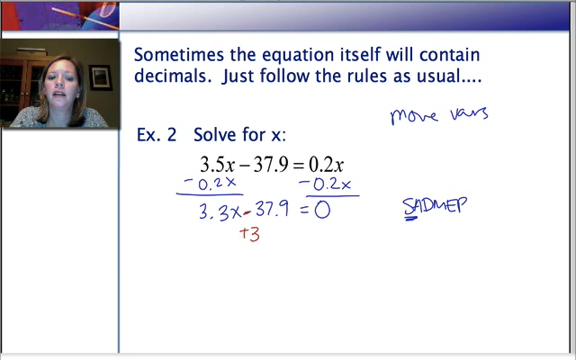 Sometimes the equation itself will contain
decimals. Just follow the rules as usual....
move vars
Ex. 2 Solve for x:
3.5x – 37.9 = 0.2x
-0.2x -0.2x
3.3x - 37.9 = 0
SADMEP
+3